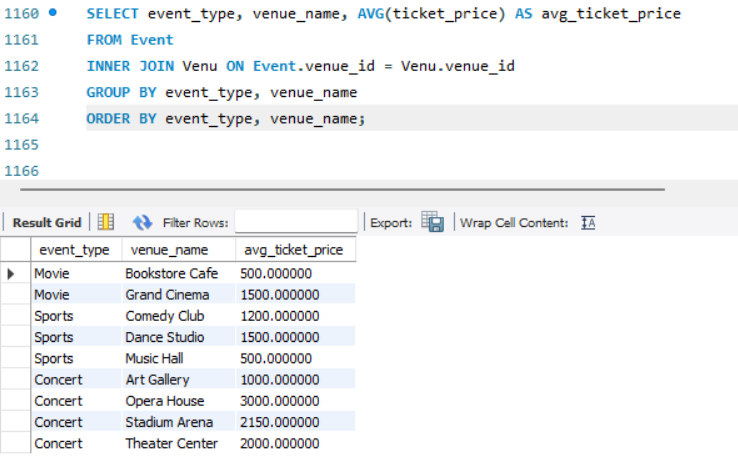 1160 SELECT event_type, venue_name, AVG(ticket_price) AS avg_ticket_price
1161 FROM Event
1162 INNER JOIN Venu ON Event.venue_id = Venu.venue_id
1163 GROUP BY event_type, venue_name
1164 ORDER BY event_type, venue_name;
1165
1166
Result Grid Filter Rows: Export: Wrap Cell Content: IA
event_type venue_name avg_ticket_price
Movie Bookstore Cafe 500.000000
Movie Grand Cinema 1500.000000
Sports Comedy Club 1200.000000
Sports Dance Studio 1500.000000
Sports Music Hall 500.000000
Concert Art Gallery 1000.000000
Concert Opera House 3000.000000
Concert Stadium Arena 2150.000000
Concert Theater Center 2000.000000